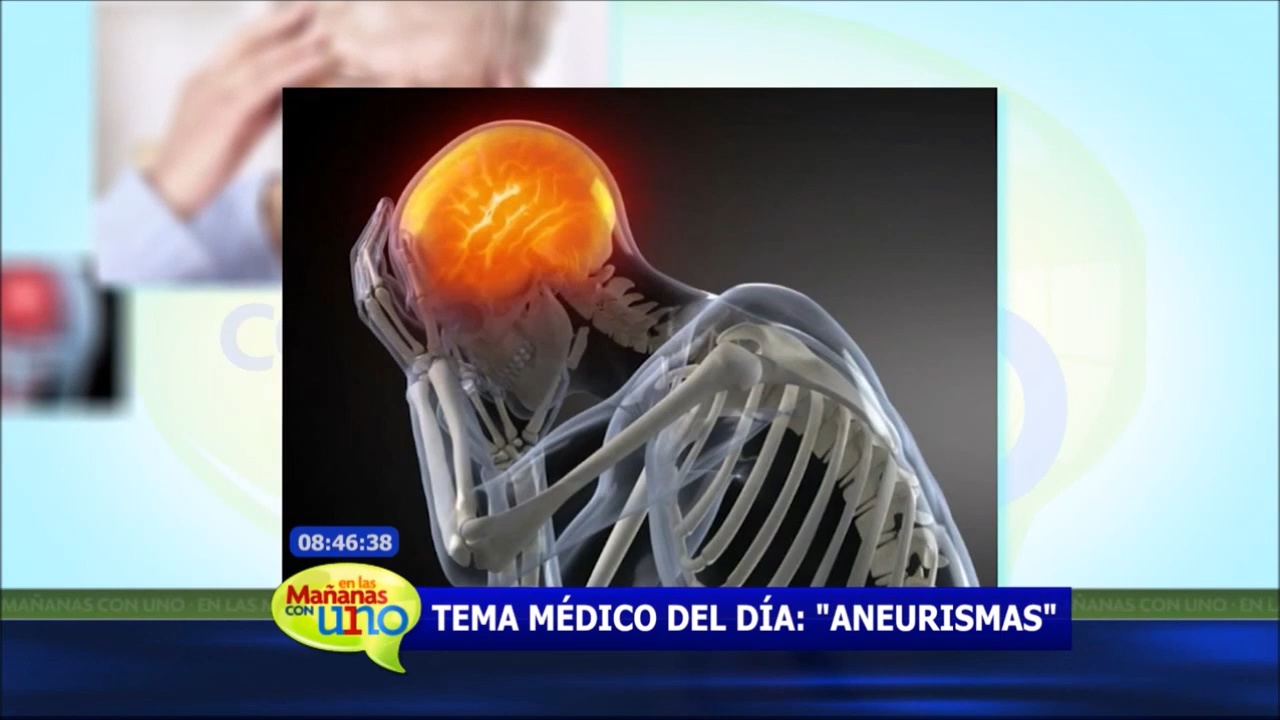 08:46:38
en las
Mañanas
con uno
TEMA MÉDICO DEL DÍA: "ANEURISMAS"
MAÑANAS CON UNO · EN LAS M
ÑANAS CON UNO · EN L